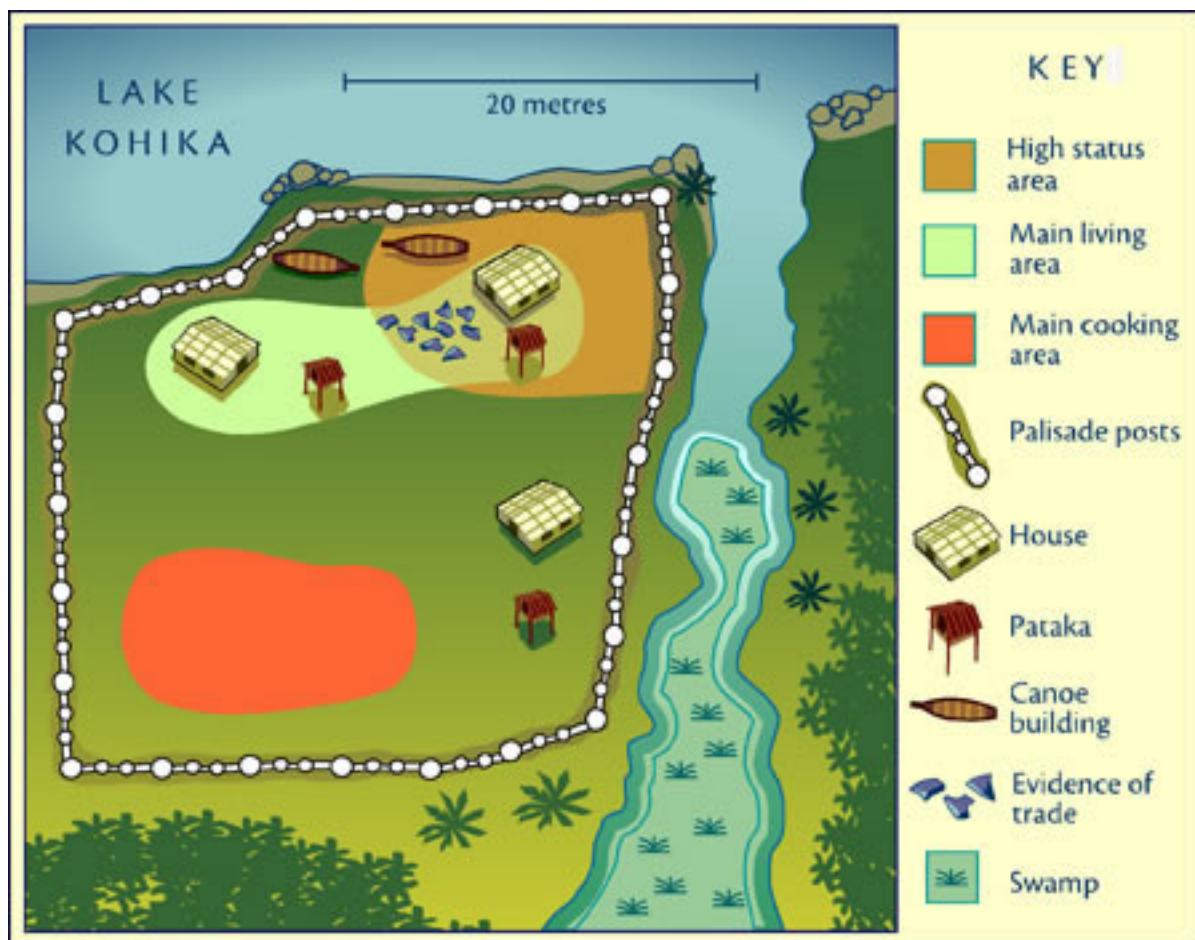 LAKE
KOHIKA
20 metres
KEY
High status
area
Main living
area
Main cooking
area
Palisade posts
House
Pataka
Canoe
building
Evidence of
trade
Swamp